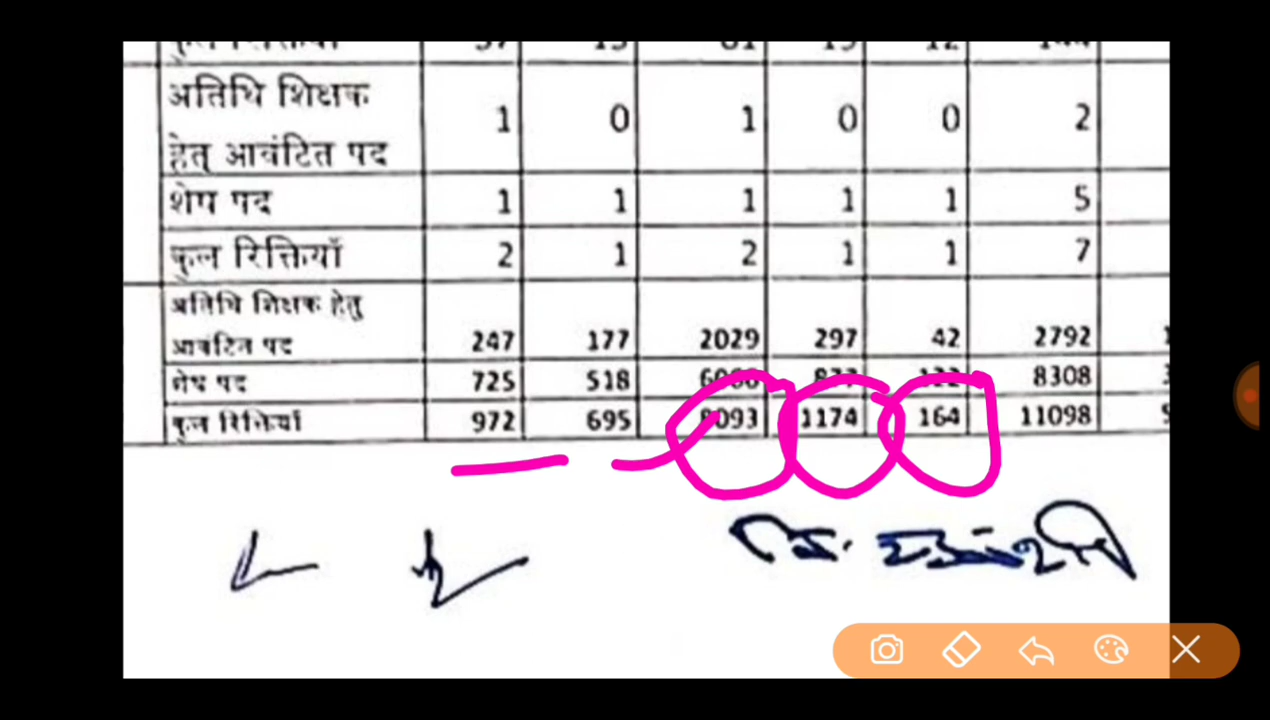 अतिथि शिक्षक
हेतु आवंटित पद 1 0 1 0 0 2
शेष पद 1 1 1 1 1 5
कुल रिक्तियाँ 2 1 2 1 1 7
अतिथि शिक्षक हेतु
आवंटित पद 247 177 2029 297 42 2792
शेष पद 725 518 8308
कुल रिक्तियां 972 695 8093 1174 164 11098